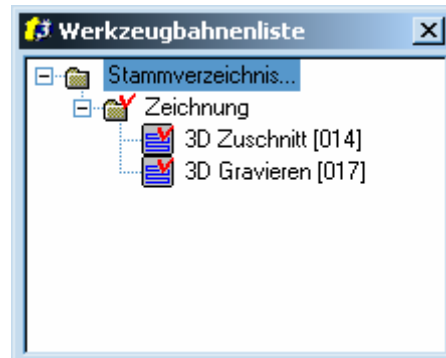 Werkzeugbahnenliste
Stammverzeichnis...
Zeichnung
3D Zuschnitt [014]
3D Gravieren [017]